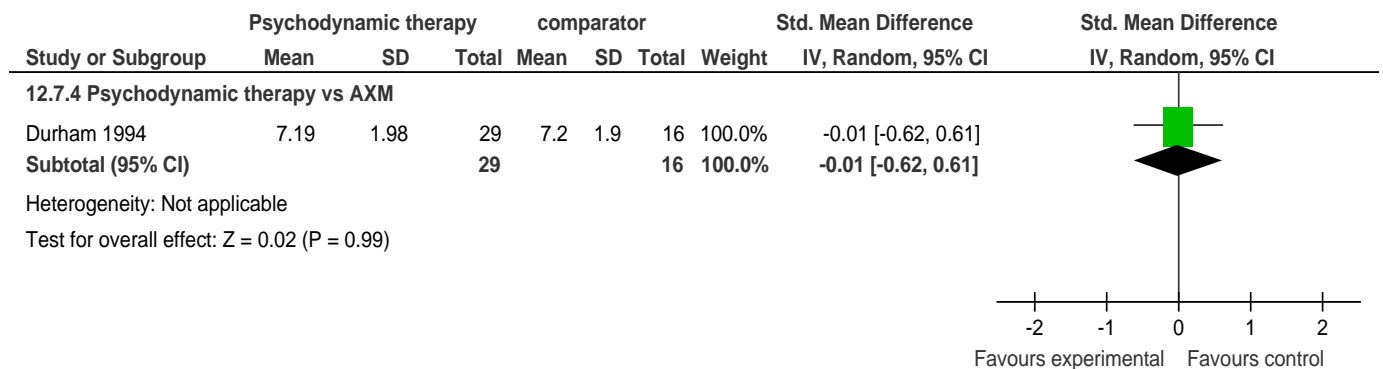 Psychodynamic therapy comparator Std. Mean Difference Std. Mean Difference
Study or Subgroup Mean SD Total Mean SD Total Weight IV, Random, 95% CI IV, Random, 95% CI
12.7.4 Psychodynamic therapy vs AXM
Durham 1994 7.19 1.98 29 7.2 1.9 16 100.0% -0.01 [-0.62, 0.61]
Subtotal (95% CI) 29 16 100.0% -0.01 [-0.62, 0.61]
Heterogeneity: Not applicable
Test for overall effect: Z = 0.02 (P = 0.99)
-2 -1 0 1 2
Favours experimental Favours control